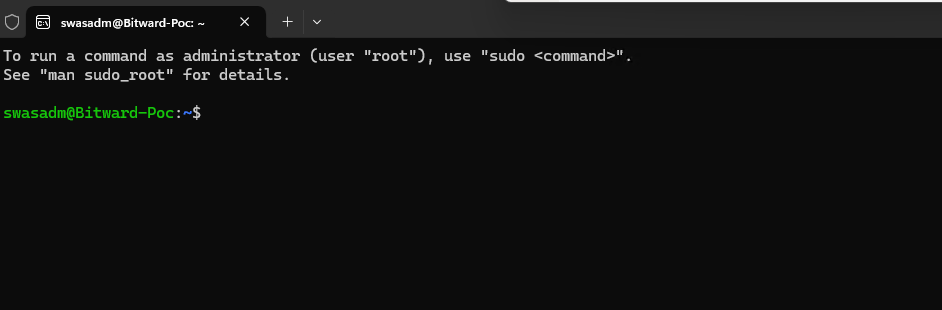 swasadm@Bitward-Poc: ~
To run a command as administrator (user "root"), use "sudo <command>".
See "man sudo_root" for details.
swasadm@Bitward-Poc:~$